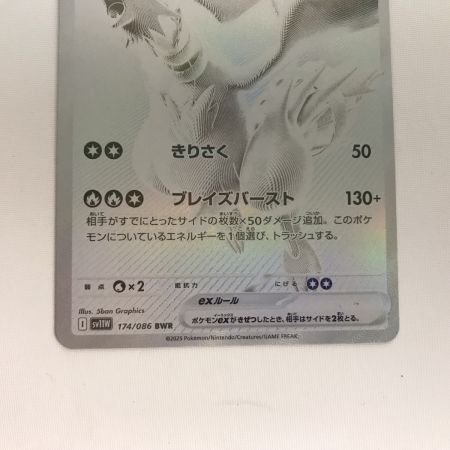 きりさく 50
ブレイズバースト 130+
相手がすでにとったサイドの枚数×50ダメージ追加。このポケ
モンについているエネルギーを1個選び、トラッシュする。
弱点 ×2 抵抗力 にげる
exルール
ポケモンexがきぜつしたとき、相手はサイドを2枚とる。
Illus. 5ban Graphics
I sv11W 174/086 BWR
©2025 Pokémon/Nintendo/Creatures/GAME FREAK.